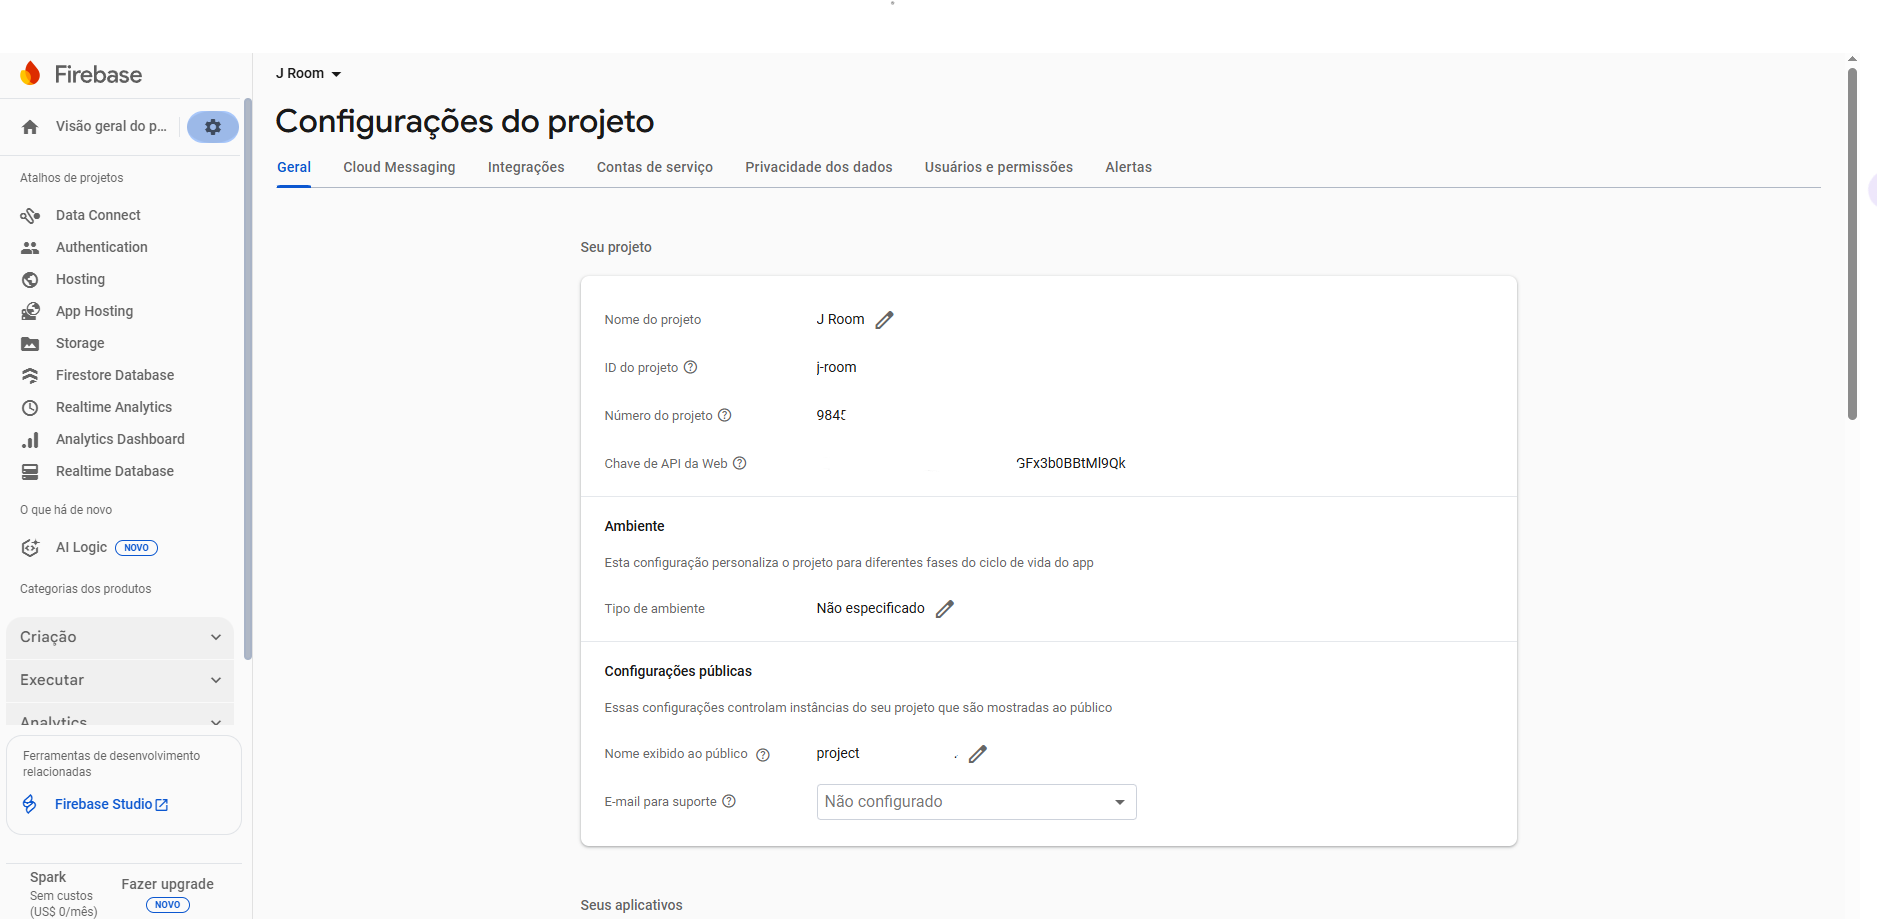 Firebase
Visão geral do p...
Atalhos de projetos
Data Connect
Authentication
Hosting
App Hosting
Storage
Firestore Database
Realtime Analytics
Analytics Dashboard
Realtime Database
O que há de novo
AI Logic NOVO
Categorias dos produtos
Criação
Executar
Analytics
Ferramentas de desenvolvimento
relacionadas
Firebase Studio
Spark
Sem custos
(US$ 0/mês)
Fazer upgrade
NOVO
J Room
Configurações do projeto
Geral Cloud Messaging Integrações Contas de serviço Privacidade dos dados Usuários e permissões Alertas
Seu projeto
Nome do projeto J Room
ID do projeto j-room
Número do projeto 9845
Chave de API da Web GFx3b0BBtMl9Qk
Ambiente
Esta configuração personaliza o projeto para diferentes fases do ciclo de vida do app
Tipo de ambiente Não especificado
Configurações públicas
Essas configurações controlam instâncias do seu projeto que são mostradas ao público
Nome exibido ao público project
E-mail para suporte Não configurado
Seus aplicativos